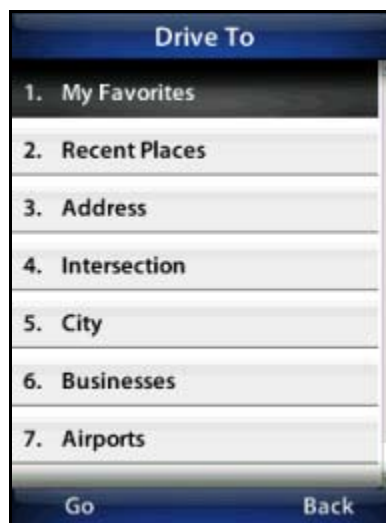 Drive To
1. My Favorites
2. Recent Places
3. Address
4. Intersection
5. City
6. Businesses
7. Airports
Go Back